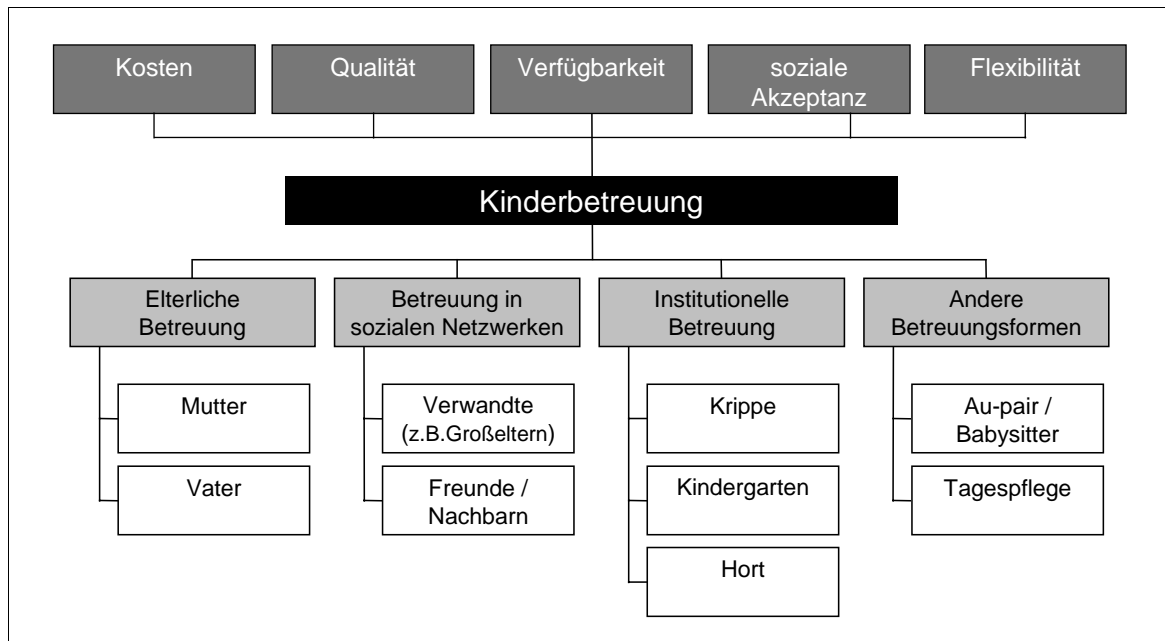 Kosten
Qualität
Verfügbarkeit
soziale
Akzeptanz
Flexibilität
Kinderbetreuung
Elterliche
Betreuung
Betreuung in
sozialen Netzwerken
Institutionelle
Betreuung
Andere
Betreuungsformen
Mutter
Vater
Verwandte
(z.B.Großeltern)
Freunde /
Nachbarn
Krippe
Kindergarten
Hort
Au-pair /
Babysitter
Tagespflege